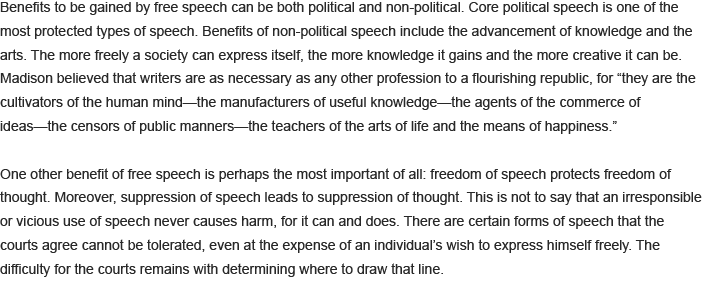 Benefits to be gained by free speech can be both political and non-political. Core political speech is one of the
most protected types of speech. Benefits of non-political speech include the advancement of knowledge and the
arts. The more freely a society can express itself, the more knowledge it gains and the more creative it can be.
Madison believed that writers are as necessary as any other profession to a flourishing republic, for “they are the
cultivators of the human mind—the manufacturers of useful knowledge—the agents of the commerce of
ideas—the censors of public manners—the teachers of the arts of life and the means of happiness.”
One other benefit of free speech is perhaps the most important of all: freedom of speech protects freedom of
thought. Moreover, suppression of speech leads to suppression of thought. This is not to say that an irresponsible
or vicious use of speech never causes harm, for it can and does. There are certain forms of speech that the
courts agree cannot be tolerated, even at the expense of an individual’s wish to express himself freely. The
difficulty for the courts remains with determining where to draw that line.